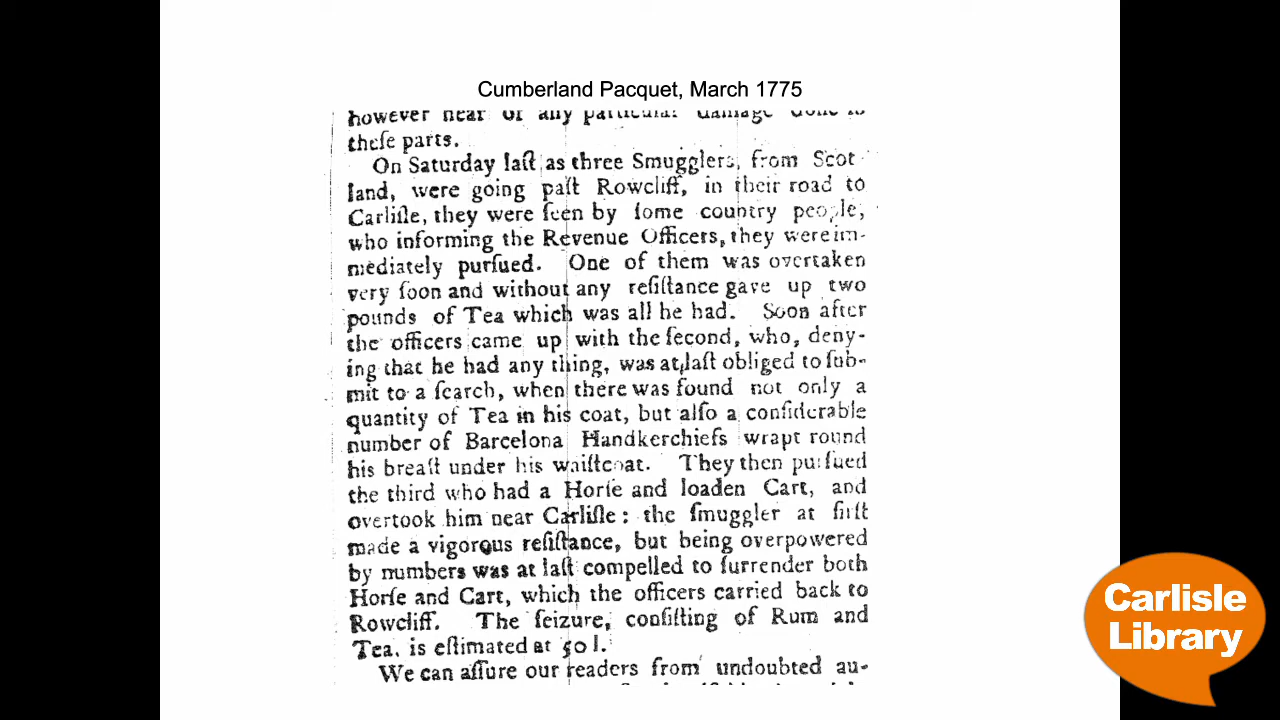 Cumberland Pacquet, March 1775
however near of any particular damage done in
theſe parts.
On Saturday laſt as three Smugglers, from Scot-
land, were going paſt Rowcliff, in their road to
Carliſle, they were ſeen by ſome country people,
who informing the Revenue Officers, they were im-
mediately purſued. One of them was overtaken
very ſoon and without any reſiſtance gave up two
pounds of Tea which was all he had. Soon after
the officers came up with the ſecond, who, deny-
ing that he had any thing, was at laſt obliged to ſub-
mit to a ſearch, when there was found not only a
quantity of Tea in his coat, but alſo a conſiderable
number of Barcelona Handkerchiefs wrapt round
his breaſt under his waiſtcoat. They then purſued
the third who had a Horſe and loaden Cart, and
overtook him near Carliſle: the ſmuggler at firſt
made a vigorous reſiſtance, but being overpowered
by numbers was at laſt compelled to ſurrender both
Horſe and Cart, which the officers carried back to
Rowcliff. The ſeizure, conſiſting of Rum and
Tea, is eſtimated at 50 l.
We can aſſure our readers from undoubted au-
Carlisle
Library